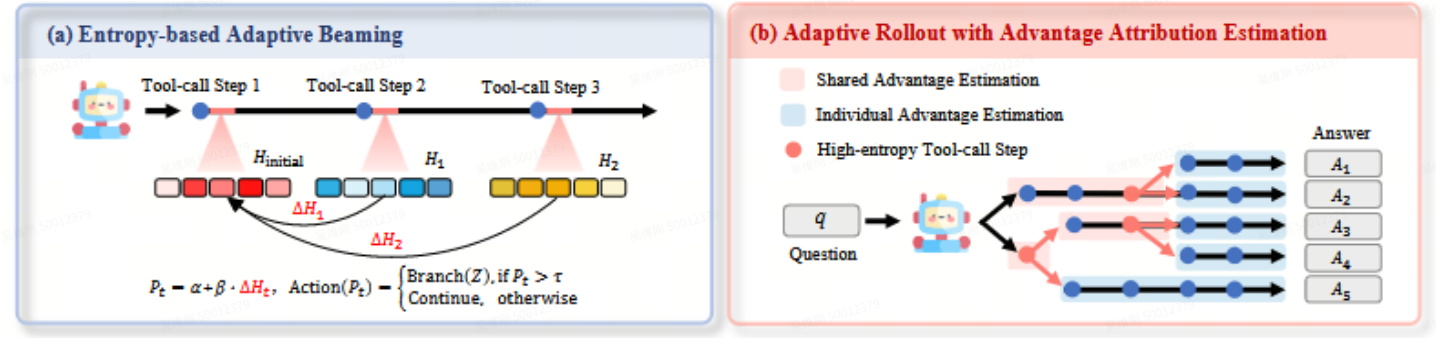 (a) Entropy-based Adaptive Beaming
Tool-call Step 1
Tool-call Step 2
Tool-call Step 3
H_initial
H_1
H_2
ΔH_1
ΔH_2
P_t = α+β · ΔH_t, Action(P_t) = {Branch(Z), if P_t > τ
Continue, otherwise
(b) Adaptive Rollout with Advantage Attribution Estimation
Shared Advantage Estimation
Individual Advantage Estimation
High-entropy Tool-call Step
Answer
q
Question
A_1
A_2
A_3
A_4
A_5